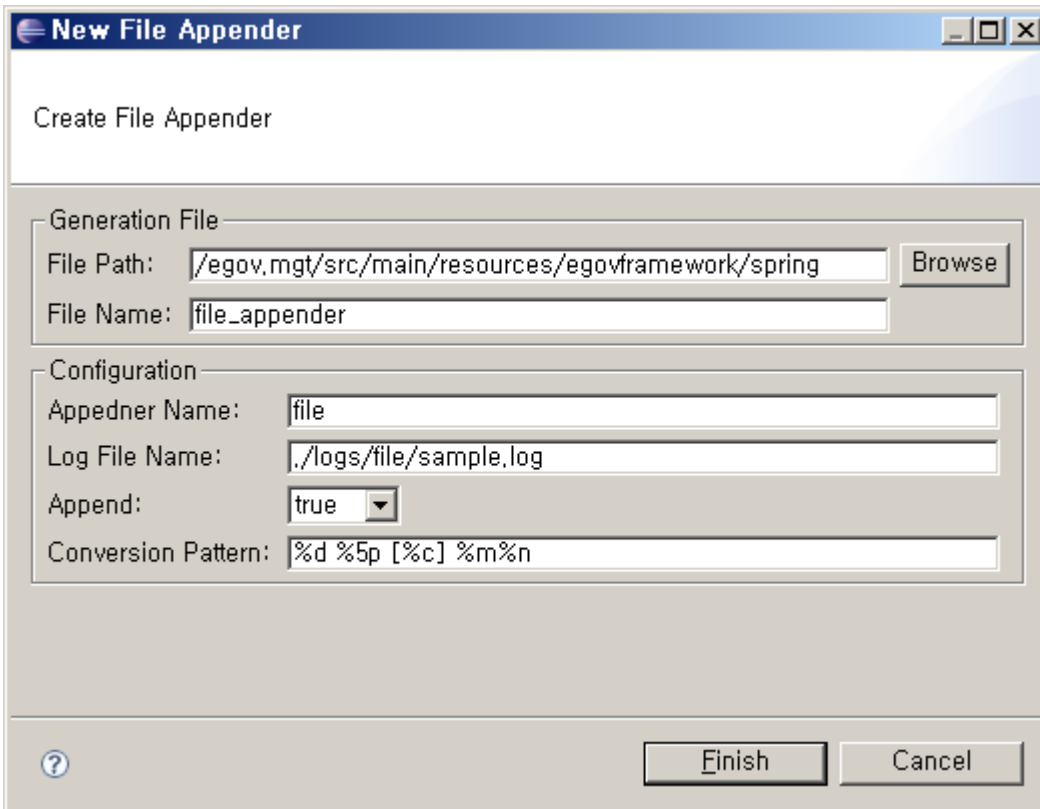 New File Appender
Create File Appender
Generation File
File Path: /egov.mgt/src/main/resources/egovframework/spring Browse
File Name: file_appender
Configuration
Appedner Name: file
Log File Name: ./logs/file/sample.log
Append: true
Conversion Pattern: %d %5p [%c] %m%n
? Finish Cancel